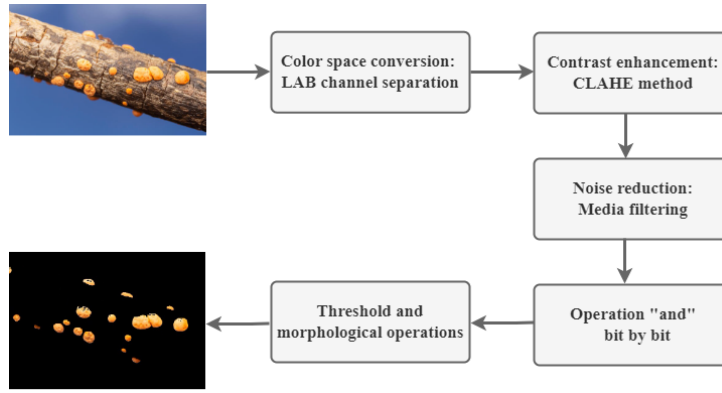 Color space conversion:
LAB channel separation
Contrast enhancement:
CLAHE method
Noise reduction:
Media filtering
Operation "and"
bit by bit
Threshold and
morphological operations